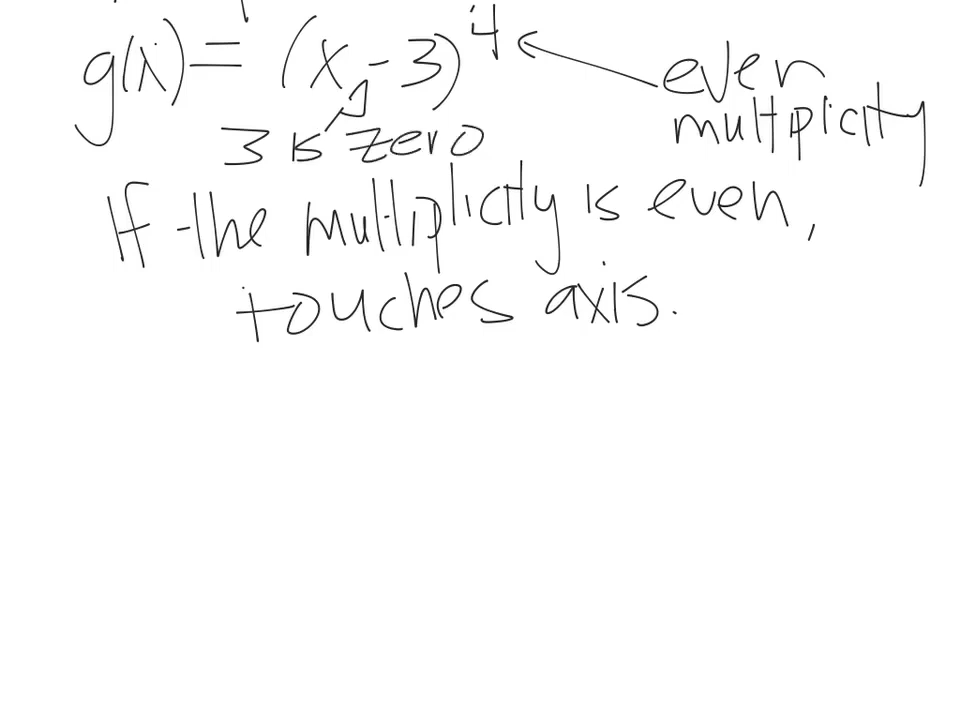 g(x) = (x - 3)^4 ← even
multiplicity
3 is zero
If the multiplicity is even,
touches axis.